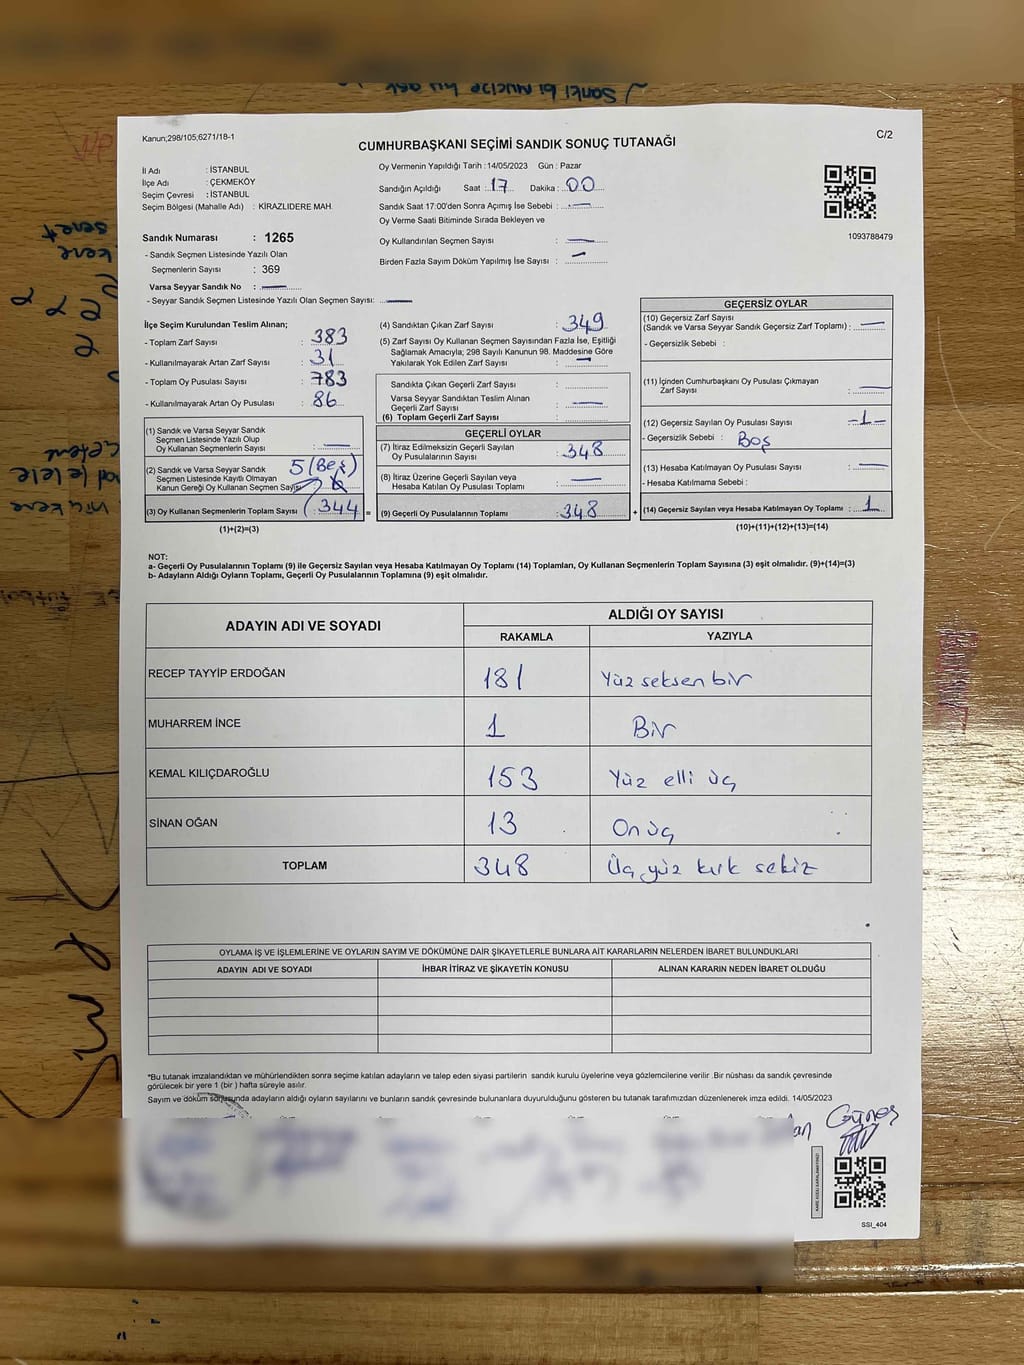 Sanki bi mucize bu aşk
Kanun;298/105;6271/18-1
C/2
CUMHURBAŞKANI SEÇİMİ SANDIK SONUÇ TUTANAĞI
İl Adı : İSTANBUL
İlçe Adı : ÇEKMEKÖY
Seçim Çevresi : İSTANBUL
Seçim Bölgesi (Mahalle Adı) : KİRAZLIDERE MAH.
Oy Vermenin Yapıldığı Tarih :14/05/2023 Gün : Pazar
Sandığın Açıldığı Saat :..17.... Dakika :..00....
Sandık Saat 17:00'den Sonra Açımış İse Sebebi : —
Oy Verme Saati Bitiminde Sırada Bekleyen ve
Oy Kullandırılan Seçmen Sayısı : —
Birden Fazla Sayım Döküm Yapılmış İse Sayısı : —
1093788479
Sandık Numarası : 1265
- Sandık Seçmen Listesinde Yazılı Olan
Seçmenlerin Sayısı : 369
Varsa Seyyar Sandık No : —
- Seyyar Sandık Seçmen Listesinde Yazılı Olan Seçmen Sayısı: —
İlçe Seçim Kurulundan Teslim Alınan;
- Toplam Zarf Sayısı : 383
- Kullanılmayarak Artan Zarf Sayısı : 31
- Toplam Oy Pusulası Sayısı : 783
- Kullanılmayarak Artan Oy Pusulası : 86
(1) Sandık ve Varsa Seyyar Sandık
Seçmen Listesinde Yazılı Olup
Oy Kullanan Seçmenlerin Sayısı : —
(2) Sandık ve Varsa Seyyar Sandık
Seçmen Listesinde Kayıtlı Olmayan
Kanun Gereği Oy Kullanan Seçmen Sayısı
5 (Beş)
(3) Oy Kullanan Seçmenlerin Toplam Sayısı : 344 =
(1)+(2)=(3)
(4) Sandıktan Çıkan Zarf Sayısı : 349
(5) Zarf Sayısı Oy Kullanan Seçmen Sayısından Fazla İse, Eşitliği
Sağlamak Amacıyla; 298 Sayılı Kanunun 98. Maddesine Göre
Yakılarak Yok Edilen Zarf Sayısı : —
Sandıkta Çıkan Geçerli Zarf Sayısı :
Varsa Seyyar Sandıktan Teslim Alınan
Geçerli Zarf Sayısı : —
(6) Toplam Geçerli Zarf Sayısı :
GEÇERLİ OYLAR
(7) İtiraz Edilmeksizin Geçerli Sayılan
Oy Pusulalarının Sayısı : 348
(8) İtiraz Üzerine Geçerli Sayılan veya
Hesaba Katılan Oy Pusulası Toplamı : —
(9) Geçerli Oy Pusulalarının Toplamı : 348 +
GEÇERSİZ OYLAR
(10) Geçersiz Zarf Sayısı
(Sandık ve Varsa Seyyar Sandık Geçersiz Zarf Toplamı) : —
- Geçersizlik Sebebi :
(11) İçinden Cumhurbaşkanı Oy Pusulası Çıkmayan
Zarf Sayısı : —
(12) Geçersiz Sayılan Oy Pusulası Sayısı : —1—
- Geçersizlik Sebebi : Boş
(13) Hesaba Katılmayan Oy Pusulası Sayısı : —
- Hesaba Katılmama Sebebi :
(14) Geçersiz Sayılan veya Hesaba Katılmayan Oy Toplamı : 1
(10)+(11)+(12)+(13)=(14)
NOT:
a- Geçerli Oy Pusulalarının Toplamı (9) ile Geçersiz Sayılan veya Hesaba Katılmayan Oy Toplamı (14) Toplamları, Oy Kullanan Seçmenlerin Toplam Sayısına (3) eşit olmalıdır. (9)+(14)=(3)
b- Adayların Aldığı Oyların Toplamı, Geçerli Oy Pusulalarının Toplamına (9) eşit olmalıdır.
ADAYIN ADI VE SOYADI ALDIĞI OY SAYISI
RAKAMLA YAZIYLA
RECEP TAYYİP ERDOĞAN 181 Yüz seksen bir
MUHARREM İNCE 1 Bir
KEMAL KILIÇDAROĞLU 153 Yüz elli üç
SİNAN OĞAN 13 On üç
TOPLAM 348 Üç yüz kırk sekiz
OYLAMA İŞ VE İŞLEMLERİNE VE OYLARIN SAYIM VE DÖKÜMÜNE DAİR ŞİKAYETLERLE BUNLARA AİT KARARLARIN NELERDEN İBARET BULUNDUKLARI
ADAYIN ADI VE SOYADI İHBAR İTİRAZ VE ŞİKAYETİN KONUSU ALINAN KARARIN NEDEN İBARET OLDUĞU
*Bu tutanak imzalandıktan ve mühürlendikten sonra seçime katılan adayların ve talep eden siyasi partilerin sandık kurulu üyelerine veya gözlemcilerine verilir .Bir nüshası da sandık çevresinde
görülecek bir yere 1 (bir ) hafta süreyle asılır.
Sayım ve döküm sonrasında adayların aldığı oyların sayılarını ve bunların sandık çevresinde bulunanlara duyurulduğunu gösteren bu tutanak tarafımızdan düzenlenerek imza edildi. 14/05/2023
Güneş
KARE KODU KARALAMAYINIZ!
SSI_404